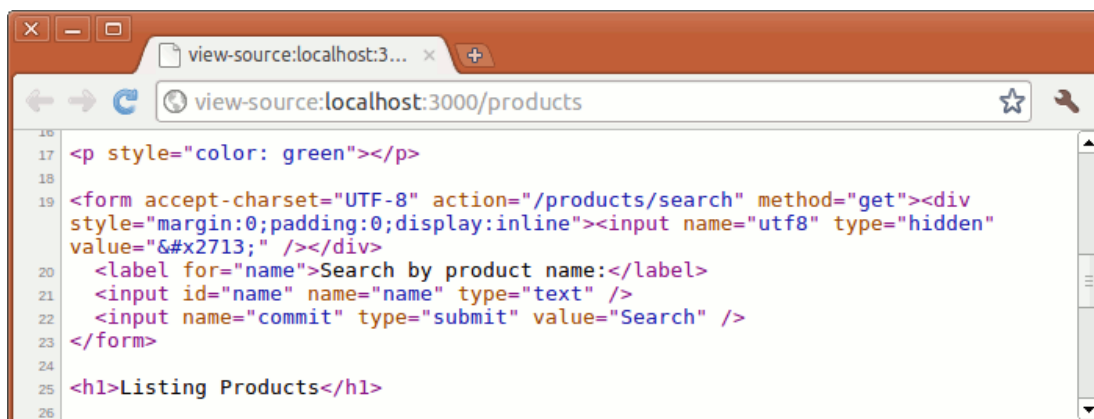 view-source:localhost:3...
view-source:localhost:3000/products
16
17 <p style="color: green"></p>
18
19 <form accept-charset="UTF-8" action="/products/search" method="get"><div
style="margin:0;padding:0;display:inline"><input name="utf8" type="hidden"
value="&#x2713;" /></div>
20 <label for="name">Search by product name:</label>
21 <input id="name" name="name" type="text" />
22 <input name="commit" type="submit" value="Search" />
23 </form>
24
25 <h1>Listing Products</h1>
26